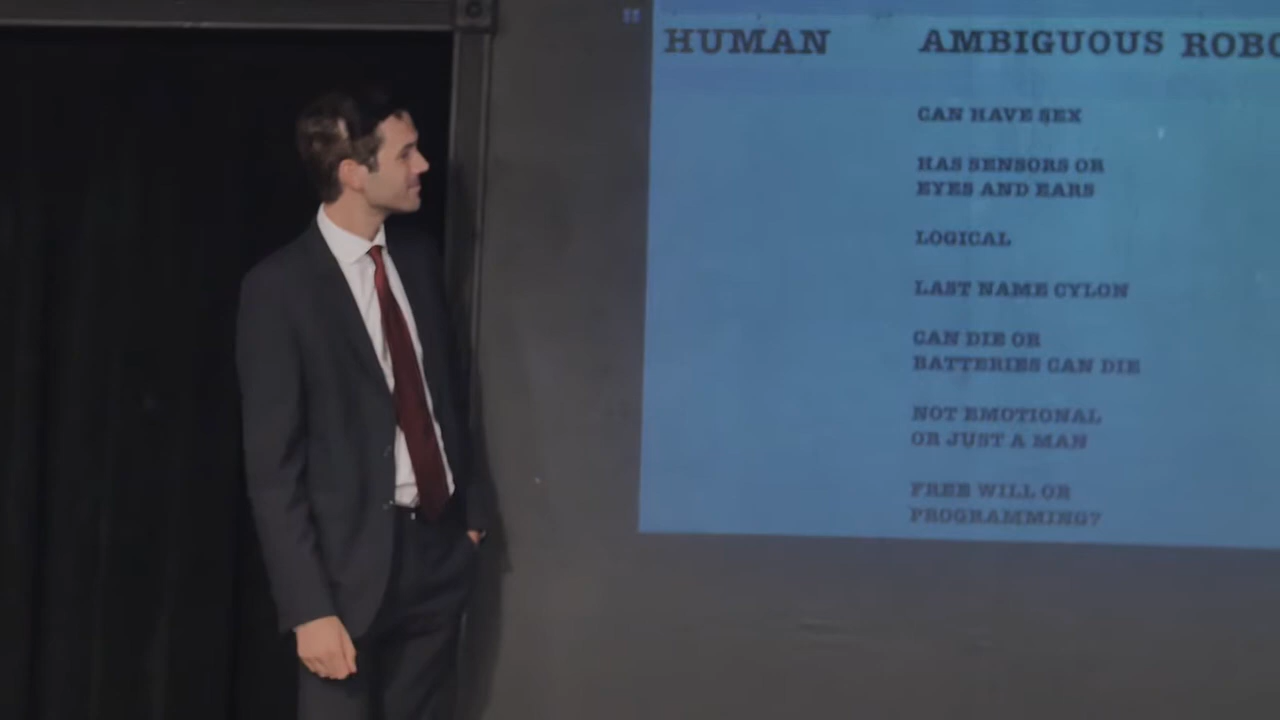 HUMAN AMBIGUOUS ROBO
CAN HAVE SEX
HAS SENSORS OR
EYES AND EARS
LOGICAL
LAST NAME CYLON
CAN DIE OR
BATTERIES CAN DIE
NOT EMOTIONAL
OR JUST A MAN
FREE WILL OR
PROGRAMMING?